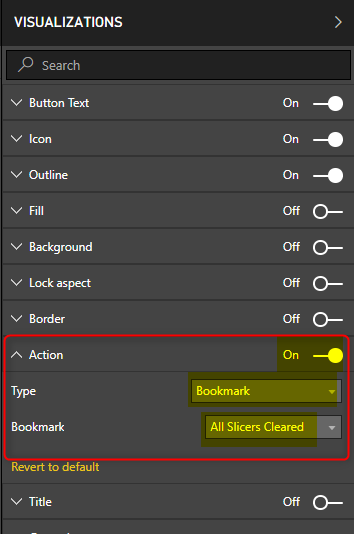 VISUALIZATIONS
Search
Button Text On
Icon On
Outline On
Fill Off
Background Off
Lock aspect Off
Border Off
Action On
Type Bookmark
Bookmark All Slicers Cleared
Revert to default
Title Off